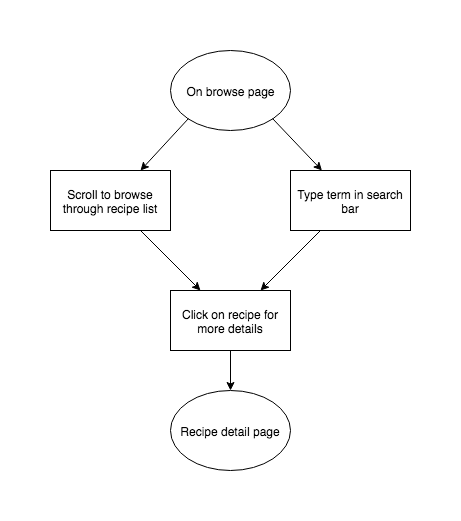 On browse page
Scroll to browse
through recipe list
Type term in search
bar
Click on recipe for
more details
Recipe detail page